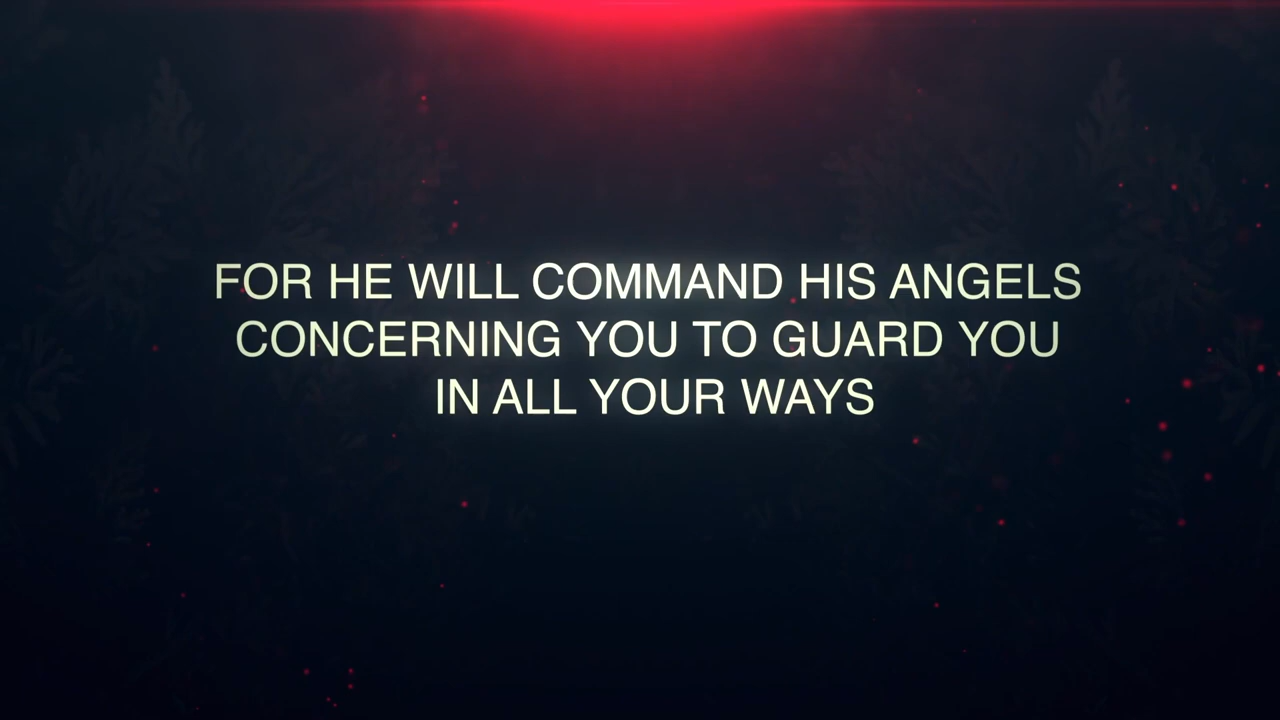 FOR HE WILL COMMAND HIS ANGELS
CONCERNING YOU TO GUARD YOU
IN ALL YOUR WAYS